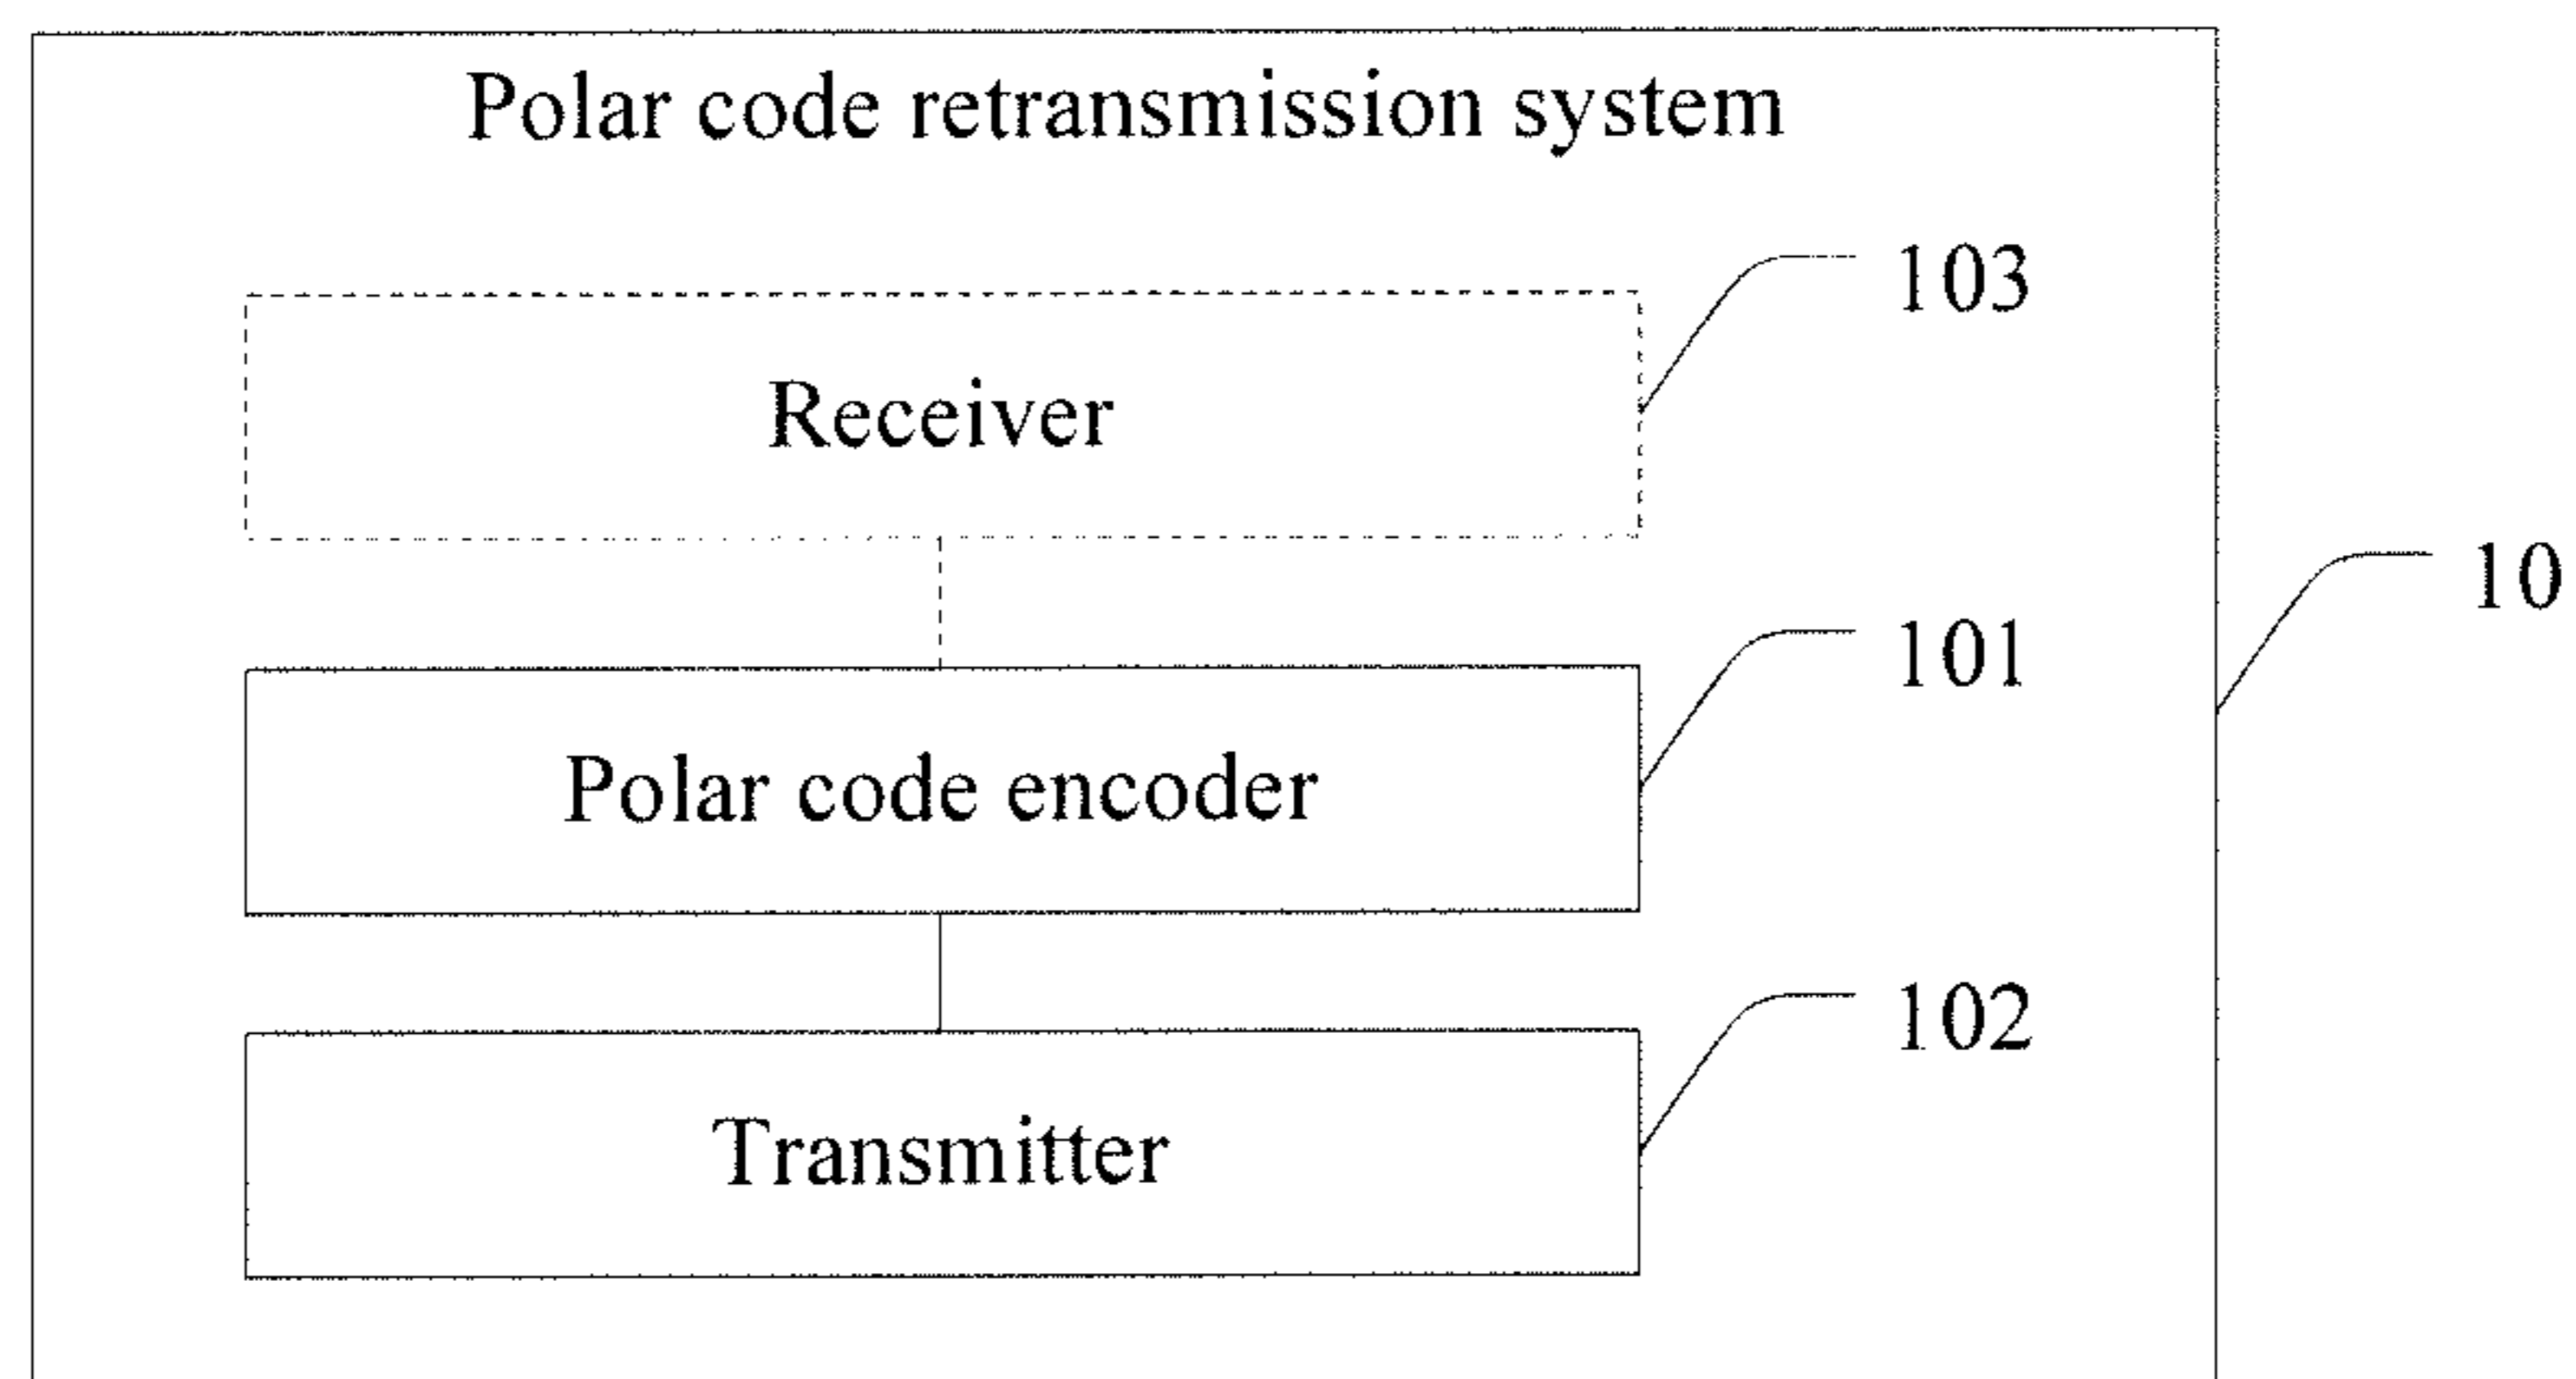 Polar code retransmission system
103
Receiver
10
101
Polar code encoder
102
Transmitter